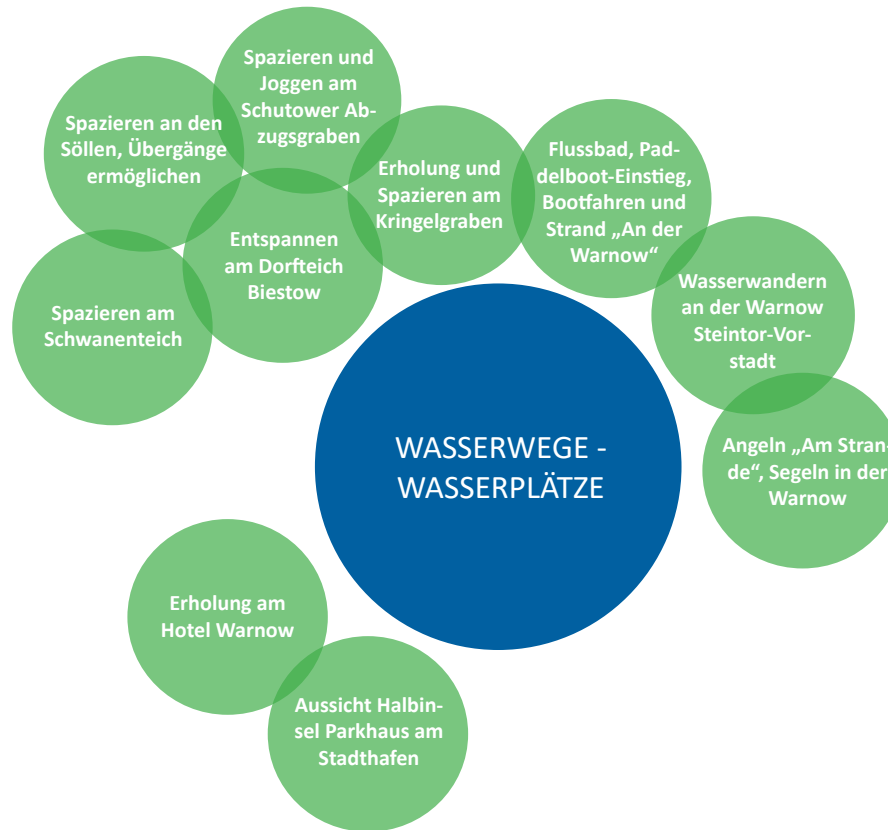 Spazieren und
Joggen am
Schutower Ab-
zugsgraben
Spazieren an den
Söllen, Übergänge
ermöglichen
Erholung und
Spazieren am
Kringelgraben
Flussbad, Pad-
delboot-Einstieg,
Bootfahren und
Strand „An der
Warnow“
Entspannen
am Dorfteich
Biestow
Spazieren am
Schwanenteich
Wasserwandern
an der Warnow
Steintor-Vor-
stadt
WASSERWEGE -
WASSERPLÄTZE
Angeln „Am Stran-
de“, Segeln in der
Warnow
Erholung am
Hotel Warnow
Aussicht Halbin-
sel Parkhaus am
Stadthafen